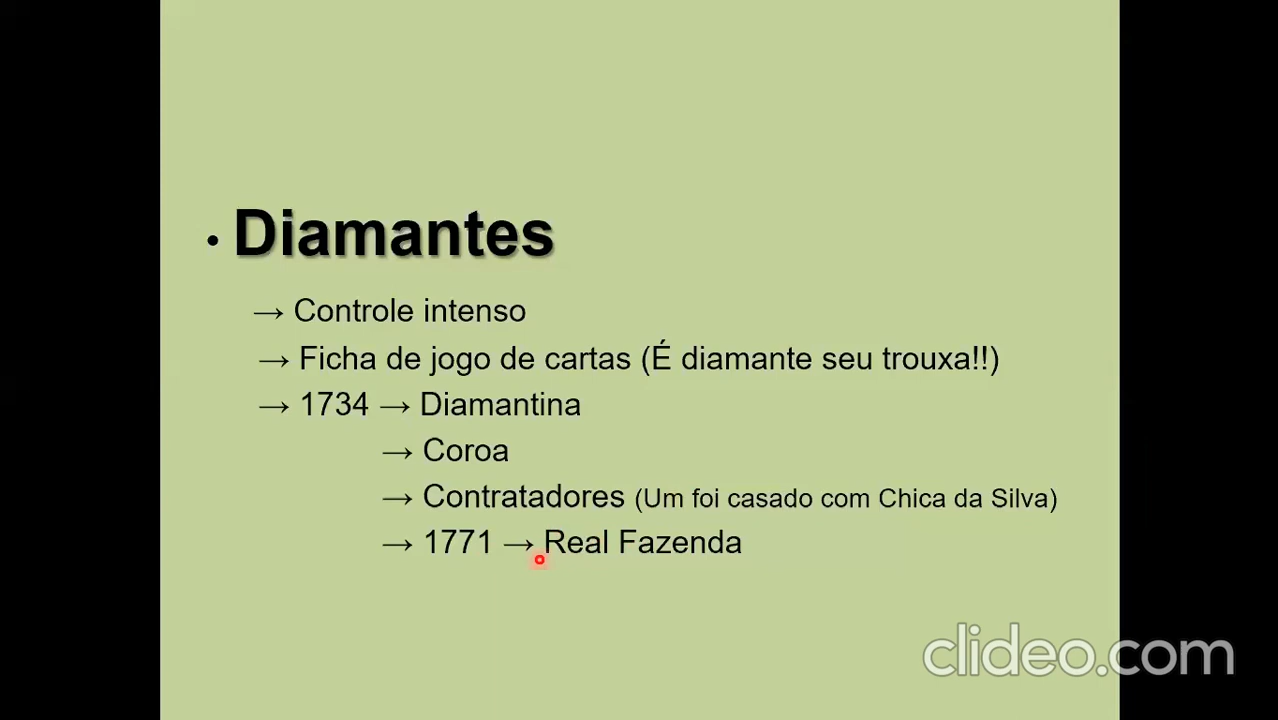 • Diamantes
→ Controle intenso
→ Ficha de jogo de cartas (É diamante seu trouxa!!)
→ 1734 → Diamantina
→ Coroa
→ Contratadores (Um foi casado com Chica da Silva)
→ 1771 → Real Fazenda
clideo.com